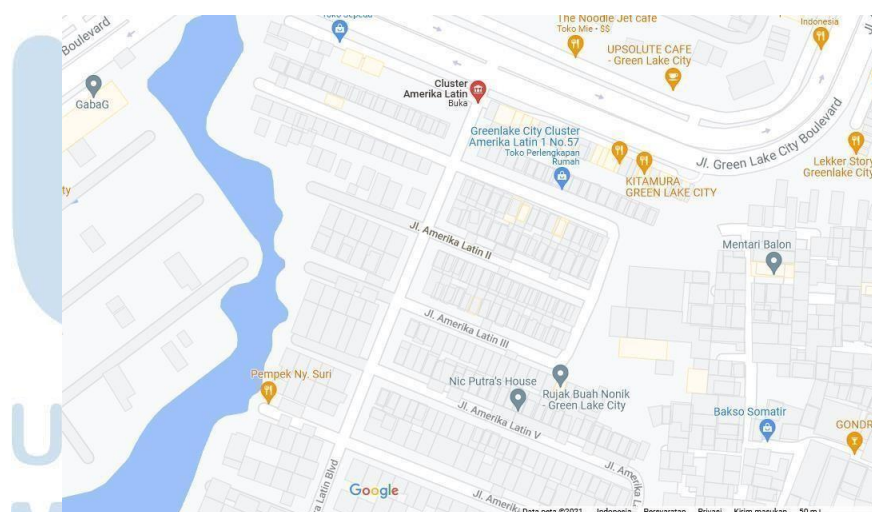 Toko Sepeda
The Noodle Jet cafe
Toko Mie • $$
Indonesia
Boulevard
UPSOLUTE CAFE
- Green Lake City
GabaG
Cluster
Amerika Latin
Buka
Greenlake City Cluster
Amerika Latin 1 No.57
Toko Perlengkapan
Rumah
Jl. Green Lake City Boulevard
Lekker Story
Greenlake City
KITAMURA
GREEN LAKE CITY
ty
Jl. Amerika Latin II
Mentari Balon
Jl. Amerika Latin III
Pempek Ny. Suri
Nic Putra's House
Rujak Buah Nonik
- Green Lake City
Jl. Amerika Latin V
Bakso Somatir
GONDR
a Latin Blvd
Jl. Amerika L
Google
Jl. Amerik
Data peta ©2021 Indonesia Persyaratan Privasi Kirim masukan 50 m
U